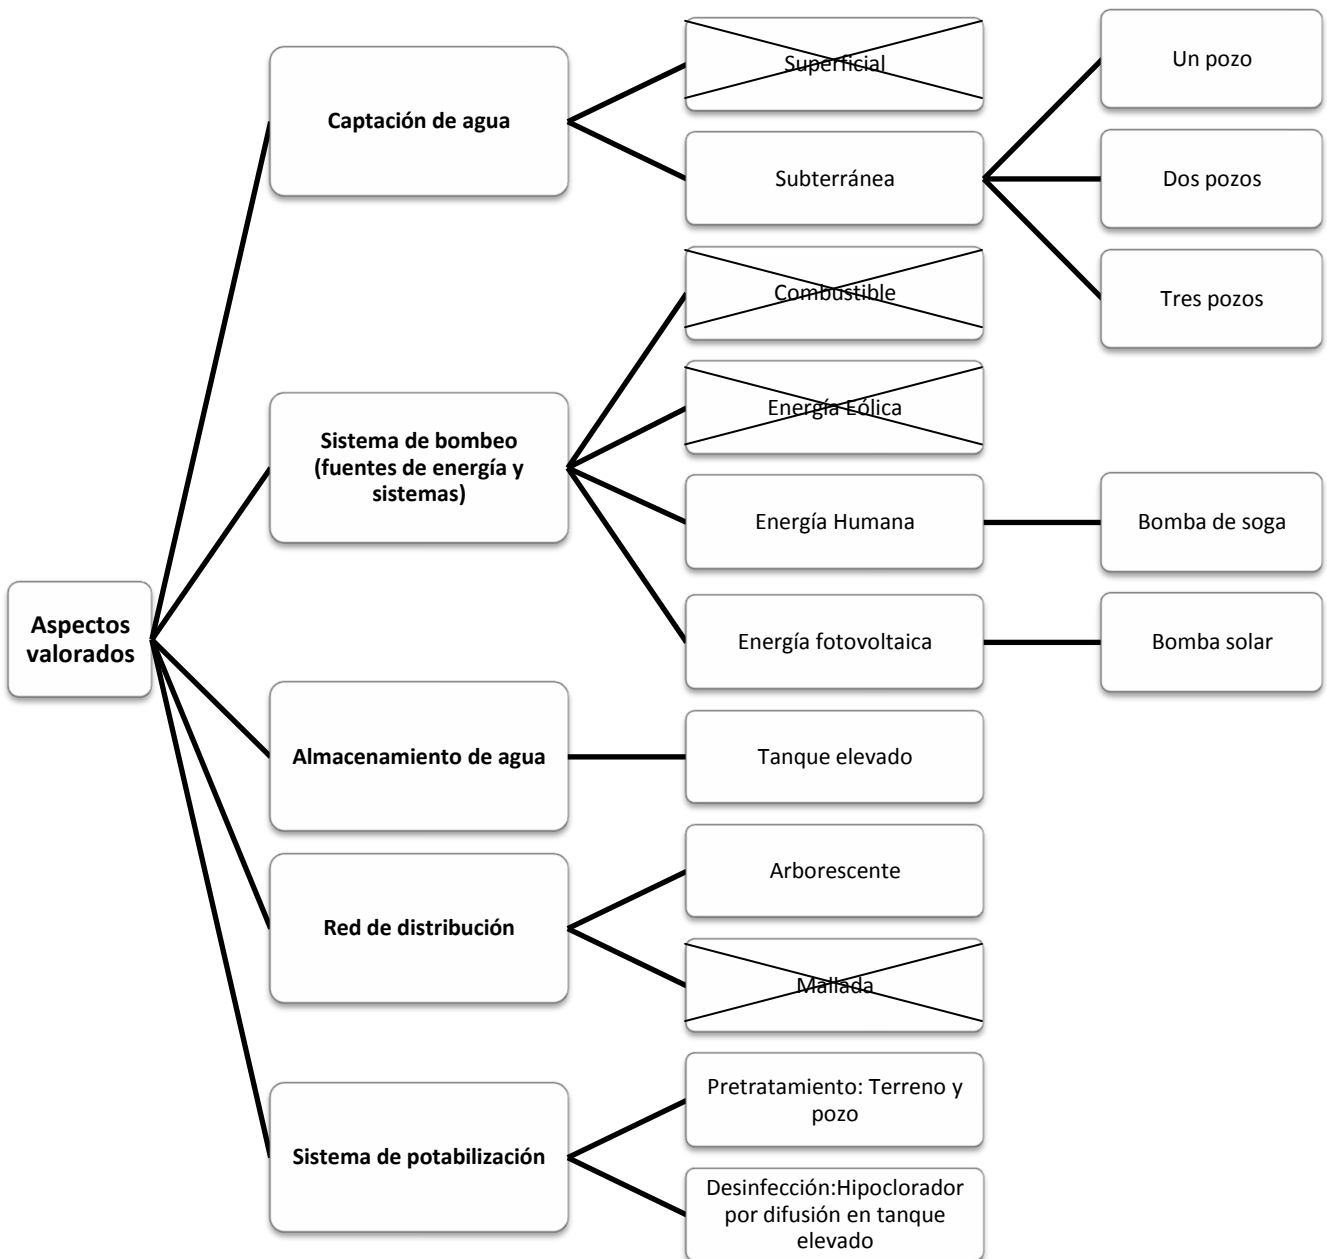 Aspectos
valorados
Captación de agua
Superficial
Subterránea
Un pozo
Dos pozos
Tres pozos
Sistema de bombeo
(fuentes de energía y
sistemas)
Combustible
Energía Eólica
Energía Humana
Bomba de soga
Energía fotovoltaica
Bomba solar
Almacenamiento de agua
Tanque elevado
Red de distribución
Arborescente
Mallada
Sistema de potabilización
Pretratamiento: Terreno y
pozo
Desinfección:Hipoclorador
por difusión en tanque
elevado